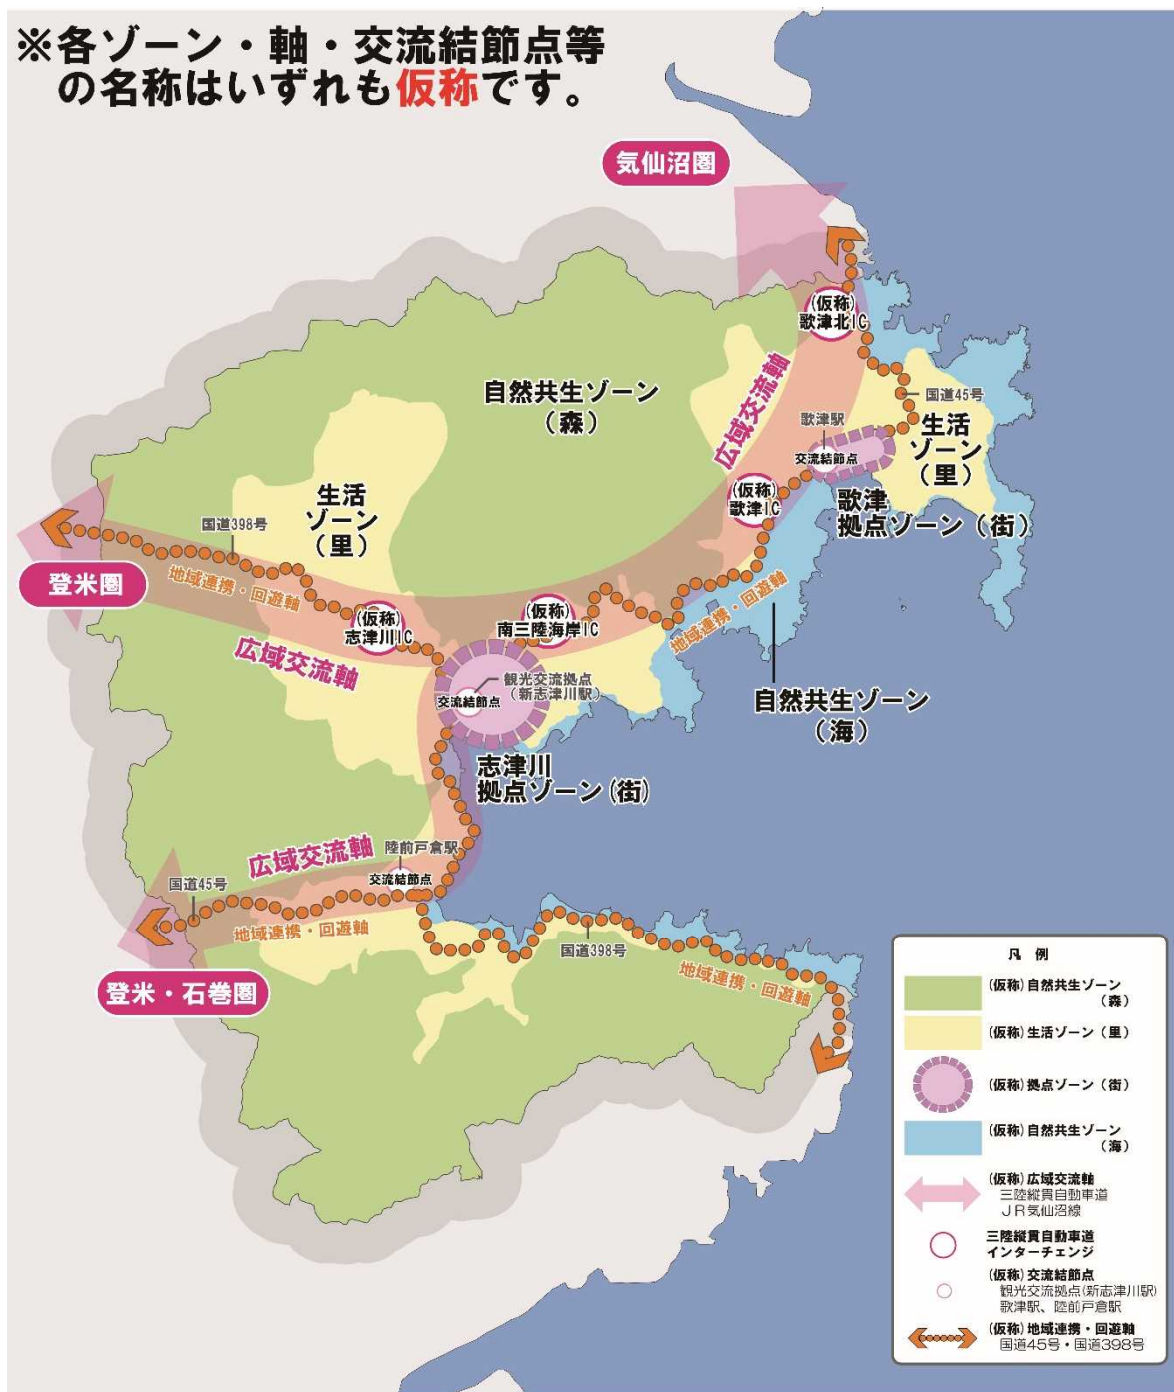 ※各ゾーン・軸・交流結節点等
の名称はいずれも仮称です。
気仙沼圏
(仮称)
歌津北IC
広域交流軸
自然共生ゾーン
（森）
国道45号
歌津駅
生活
ゾーン
（里）
交流結節点
(仮称)
歌津IC
歌津
拠点ゾーン（街）
生活
ゾーン
（里）
国道398号
登米圏
地域連携・回遊軸
(仮称)
志津川IC
(仮称)
南三陸海岸IC
地域連携・回遊軸
広域交流軸
観光交流拠点
（新志津川駅）
交流結節点
自然共生ゾーン
（海）
志津川
拠点ゾーン(街)
広域交流軸
陸前戸倉駅
交流結節点
国道45号
地域連携・回遊軸
国道398号
地域連携・回遊軸
登米・石巻圏
凡 例
(仮称)自然共生ゾーン
（森）
(仮称)生活ゾーン（里）
(仮称)拠点ゾーン（街）
(仮称)自然共生ゾーン
（海）
(仮称)広域交流軸
三陸縦貫自動車道
ＪＲ気仙沼線
三陸縦貫自動車道
インターチェンジ
(仮称)交流結節点
観光交流拠点(新志津川駅)
歌津駅、陸前戸倉駅
(仮称)地域連携・回遊軸
国道45号・国道398号